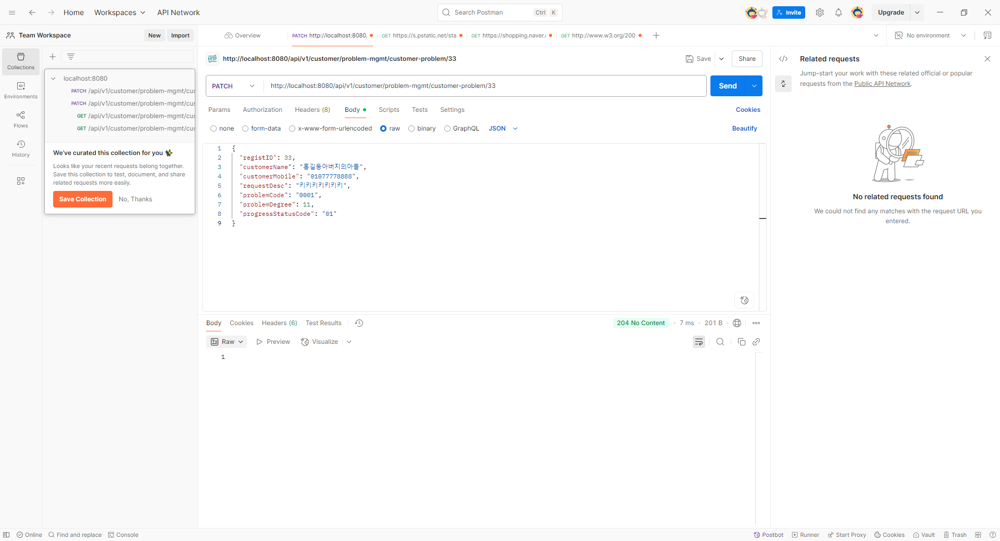 Home
Workspaces
API Network
Search Postman
Ctrl
K
Invite
Upgrade
Team Workspace
New
Import
Overview
PATCH http://localhost:8080,
GET https://s.pstatic.net/sta
GET https://shopping.naver.
GET http://www.w3.org/200
No environment
Collections
Environments
Flows
History
localhost:8080
PATCH /api/v1/customer/problem-mgmt/cus
PATCH /api/v1/customer/problem-mgmt/cus
GET /api/v1/customer/problem-mgmt/cus
GET /api/v1/customer/problem-mgmt/cus
We've curated this collection for you ✨
Looks like your recent requests belong together.
Save this collection to test, document, and share
related requests more easily.
Save Collection
No, Thanks
HTTP http://localhost:8080/api/v1/customer/problem-mgmt/customer-problem/33
Save
Share
PATCH
http://localhost:8080/api/v1/customer/problem-mgmt/customer-problem/33
Send
Params
Authorization
Headers (8)
Body
Scripts
Tests
Settings
Cookies
none
form-data
x-www-form-urlencoded
raw
binary
GraphQL
JSON
Beautify
1 {
2 "registID": 33,
3 "customerName": "홍길동아버지의아들",
4 "customerMobile": "01077778888",
5 "requestDesc": "키키키키키키키",
6 "problemCode": "0001",
7 "problemDegree": 11,
8 "progressStatusCode": "01"
9 }
Body
Cookies
Headers (6)
Test Results
204 No Content
7 ms
201 B
Raw
Preview
Visualize
1
</> Related requests
Jump-start your work with these related official or popular
requests from the Public API Network.
No related requests found
We could not find any matches with the request URL you
entered.
Online
Find and replace
Console
Postbot
Runner
Start Proxy
Cookies
Vault
Trash